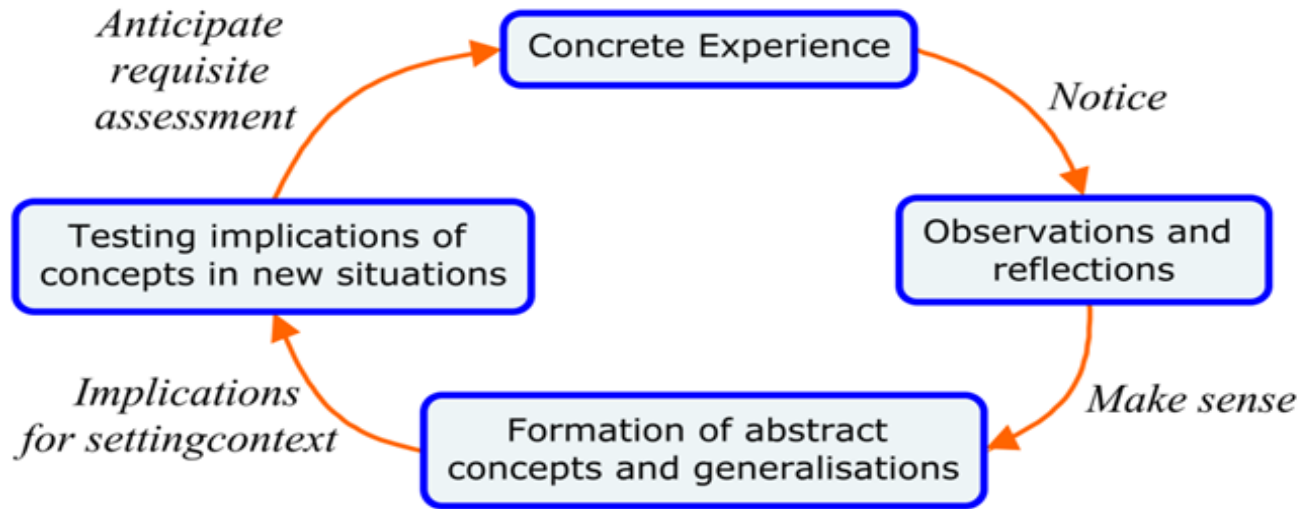 Anticipate
requisite
assessment
Concrete Experience
Notice
Observations and
reflections
Make sense
Formation of abstract
concepts and generalisations
Implications
for settingcontext
Testing implications of
concepts in new situations